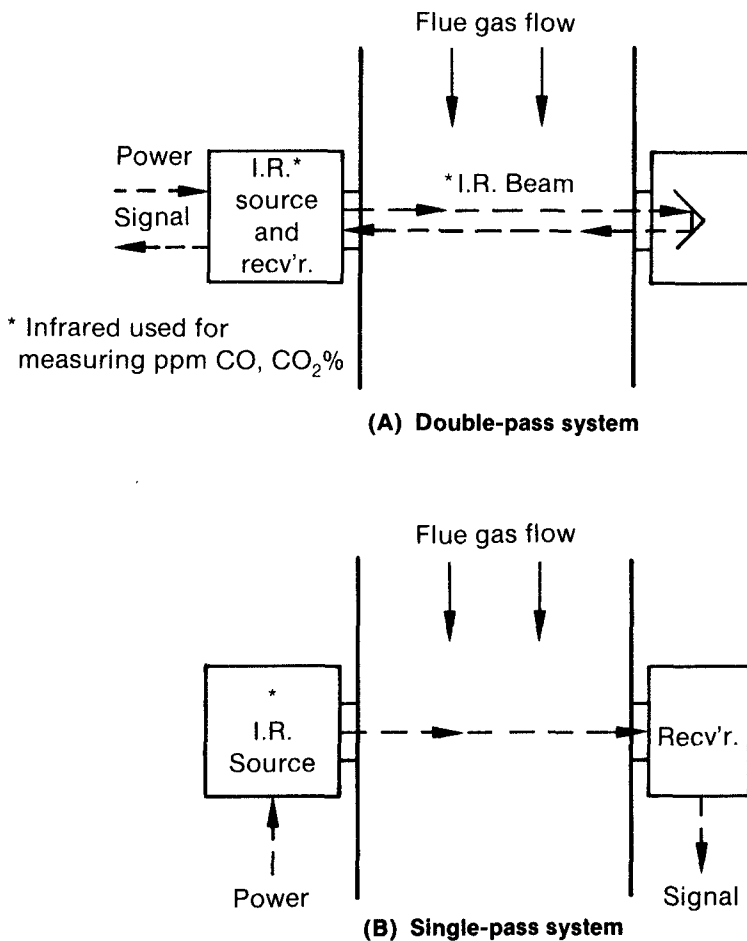 Flue gas flow
Power
Signal
I.R.*
source
and
recv'r.
*I.R. Beam
* Infrared used for
measuring ppm CO, CO₂%
(A) Double-pass system
Flue gas flow
*
I.R.
Source
Recv'r.
Power
Signal
(B) Single-pass system